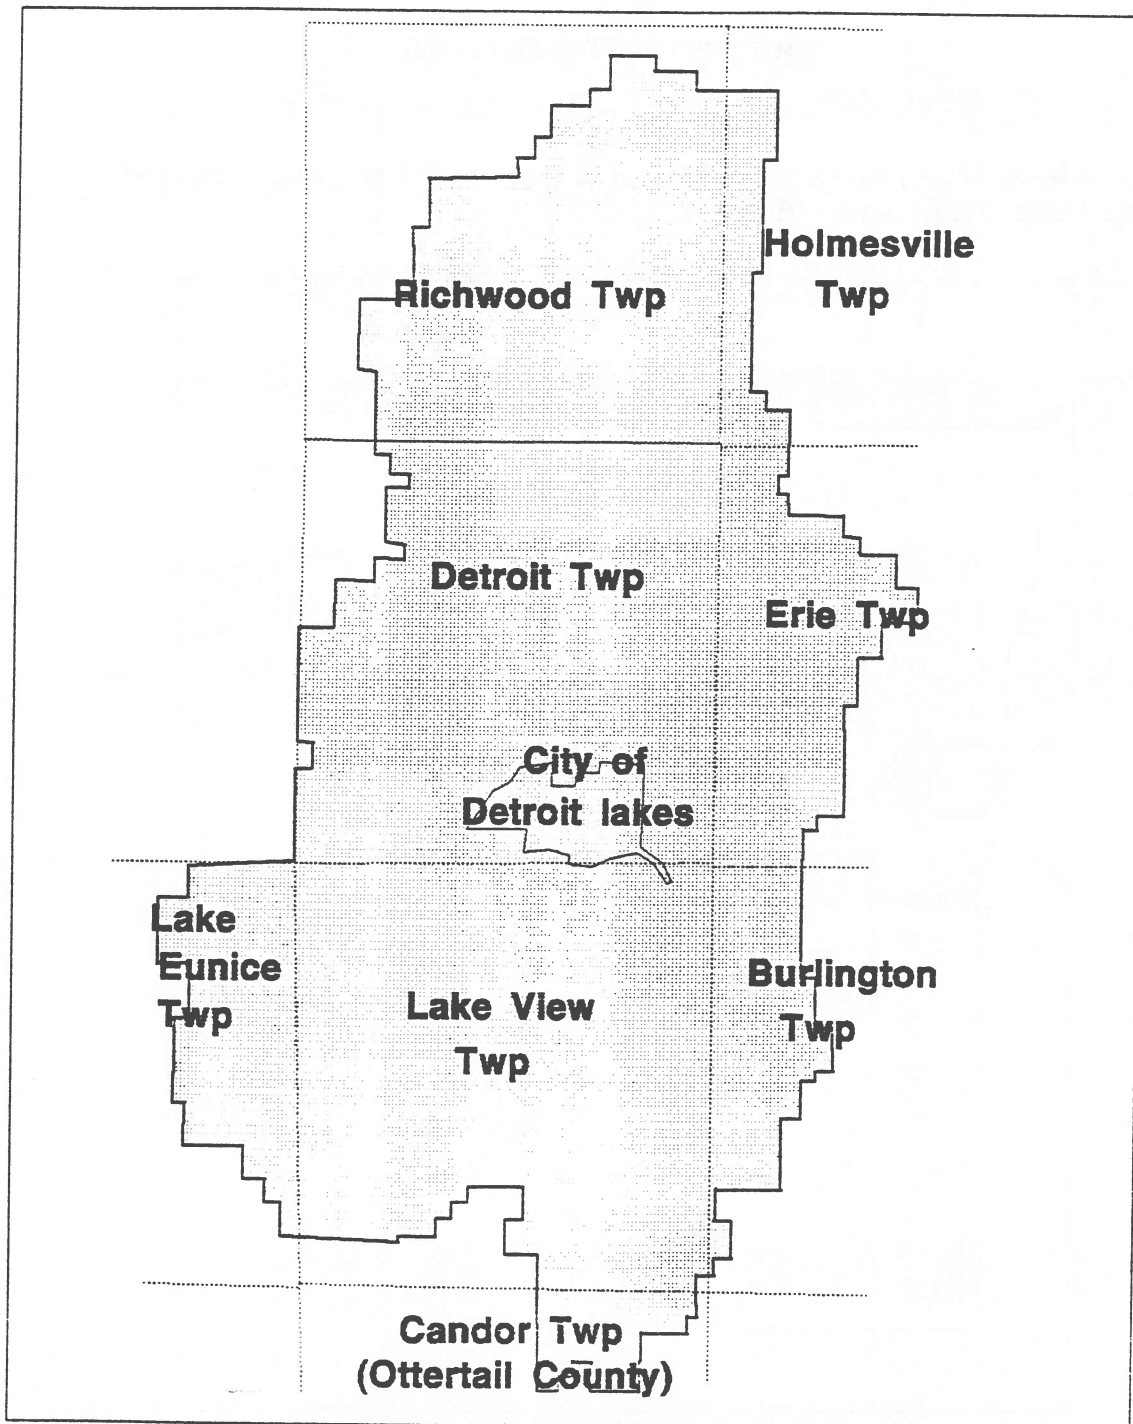 Holmesville
Twp
Richwood Twp
Detroit Twp
Erie Twp
City of
Detroit lakes
Lake
Eunice
Twp
Lake View
Twp
Burlington
Twp
Candor Twp
(Ottertail County)